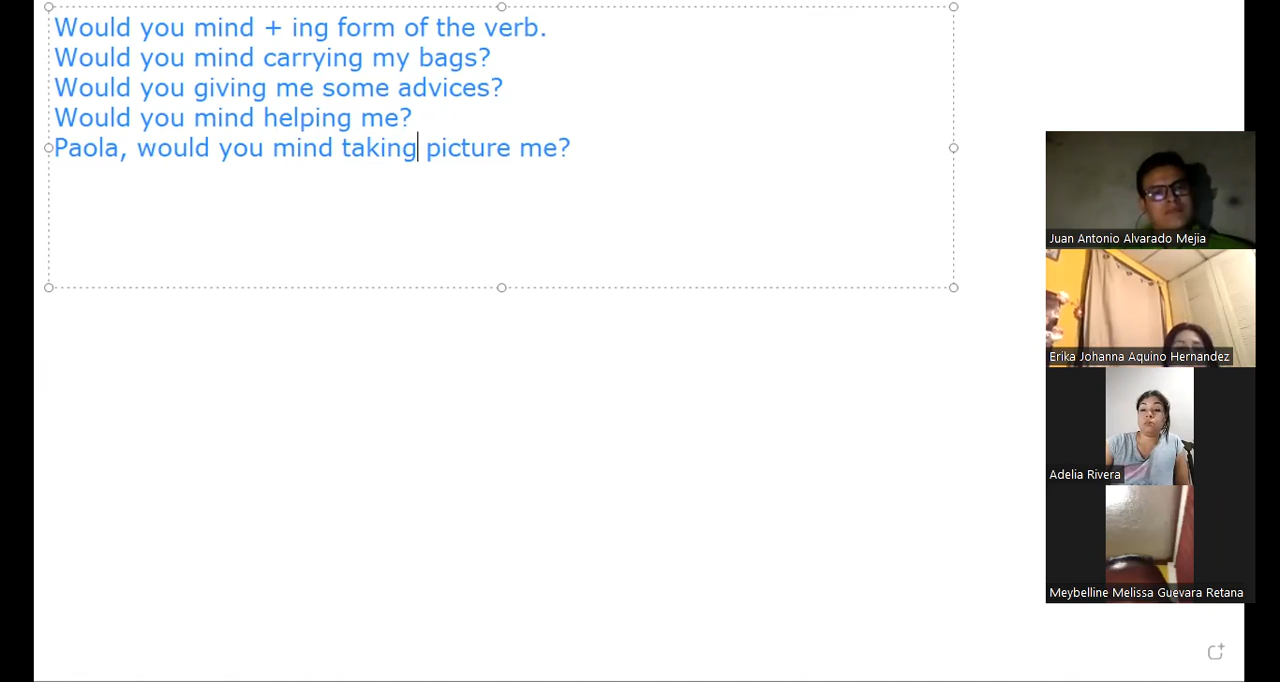 Would you mind + ing form of the verb.
Would you mind carrying my bags?
Would you giving me some advices?
Would you mind helping me?
Paola, would you mind taking picture me?
Juan Antonio Alvarado Mejia
Erika Johanna Aquino Hernandez
Adelia Rivera
Meybelline Melissa Guevara Retana